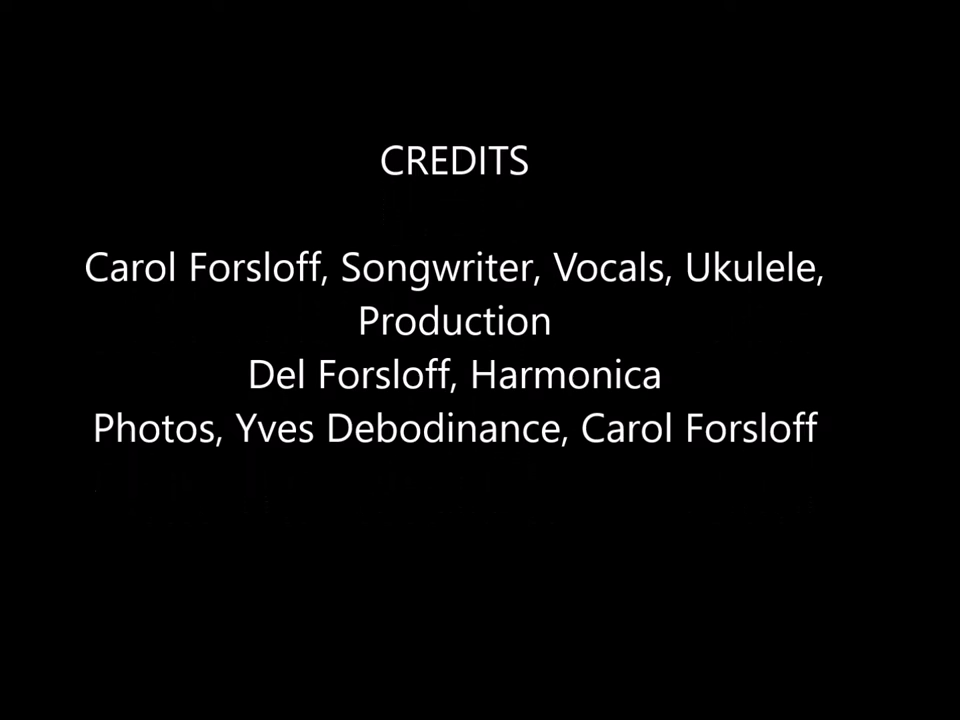 CREDITS
Carol Forsloff, Songwriter, Vocals, Ukulele,
Production
Del Forsloff, Harmonica
Photos, Yves Debodinance, Carol Forsloff